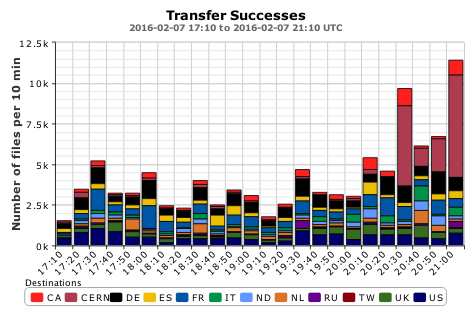 Transfer Successes
2016-02-07 17:10 to 2016-02-07 21:10 UTC
Number of files per 10 min
12.5k
10k
7.5k
5k
2.5k
0k
17:10 17:20 17:30 17:40 17:50 18:00 18:10 18:20 18:30 18:40 18:50 19:00 19:10 19:20 19:30 19:40 19:50 20:00 20:10 20:20 20:30 20:40 20:50 21:00
Destinations
CA CERN DE ES FR IT ND NL RU TW UK US